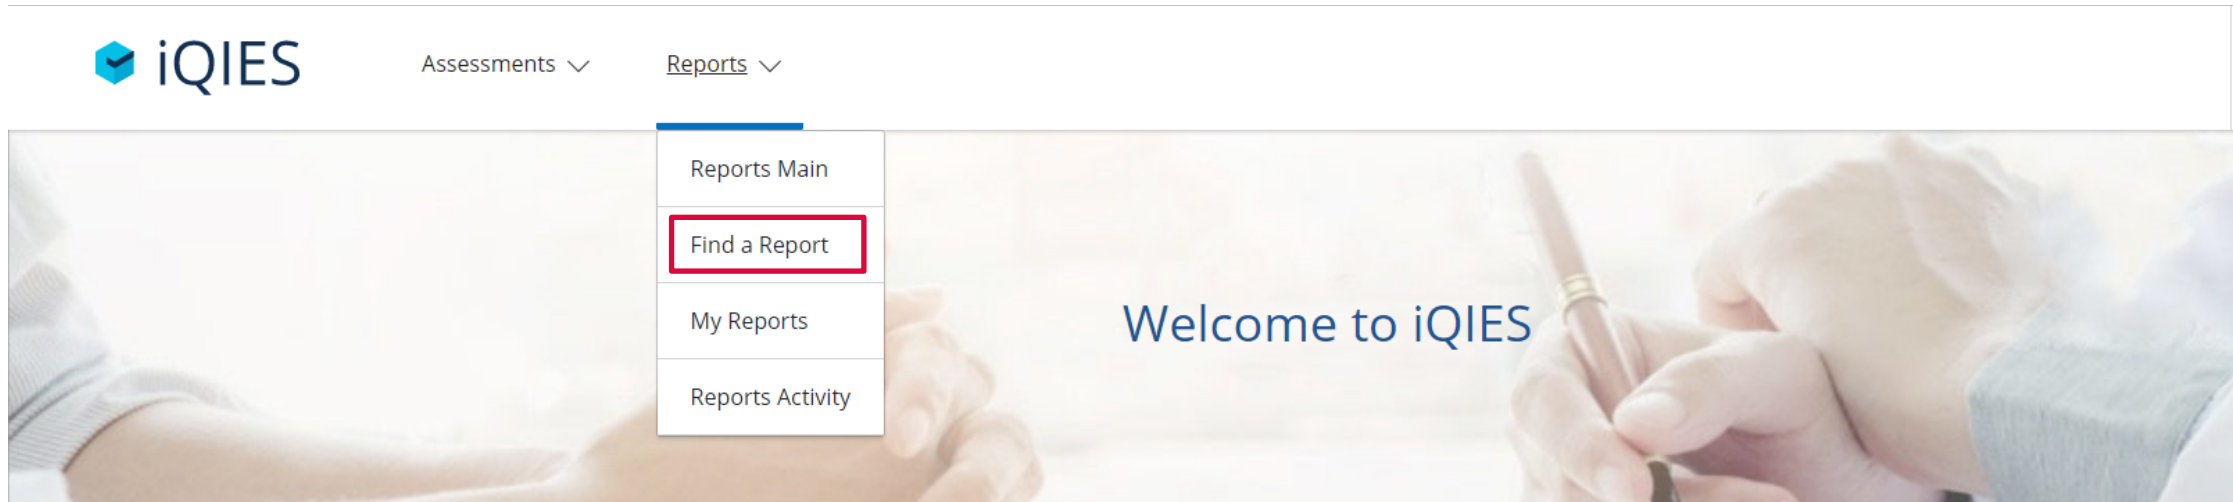 iQIES
Assessments
Reports
Reports Main
Find a Report
My Reports
Reports Activity
Welcome to iQIES